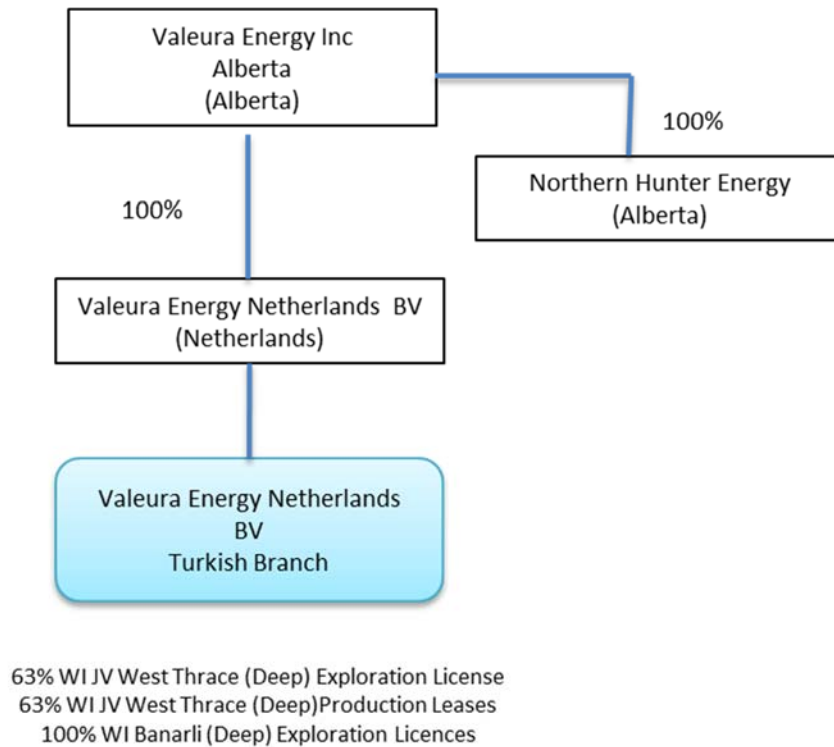 Valeura Energy Inc
Alberta
(Alberta)
100%
Northern Hunter Energy
(Alberta)
100%
Valeura Energy Netherlands BV
(Netherlands)
Valeura Energy Netherlands
BV
Turkish Branch
63% WI JV West Thrace (Deep) Exploration License
63% WI JV West Thrace (Deep)Production Leases
100% WI Banarli (Deep) Exploration Licences